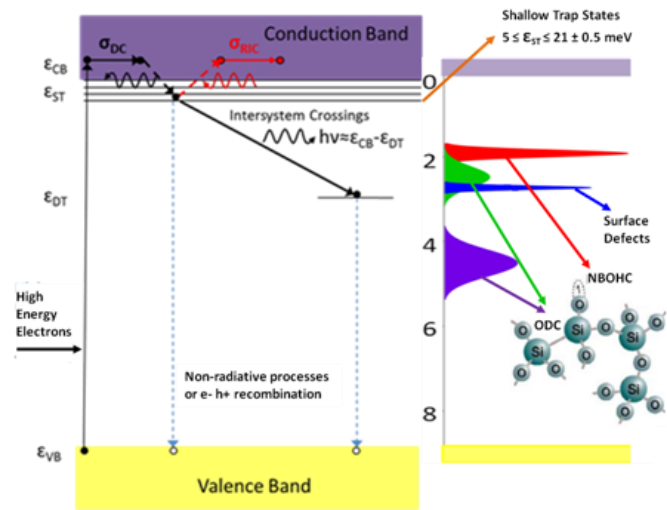 Conduction Band
Shallow Trap States
5 ≤ Ɛ_ST ≤ 21 ± 0.5 meV
σ_DC
σ_RIC
ε_CB
0
ε_ST
Intersystem Crossings
hν≈ε_CB-ε_DT
2
ε_DT
Surface
Defects
4
NBOHC
High
Energy
Electrons
ODC
O
O
Si
O
O
Si
Si
O
O
O
O
O
O
Si
O
O
6
Non-radiative processes
or e- h+ recombination
8
ε_VB
Valence Band